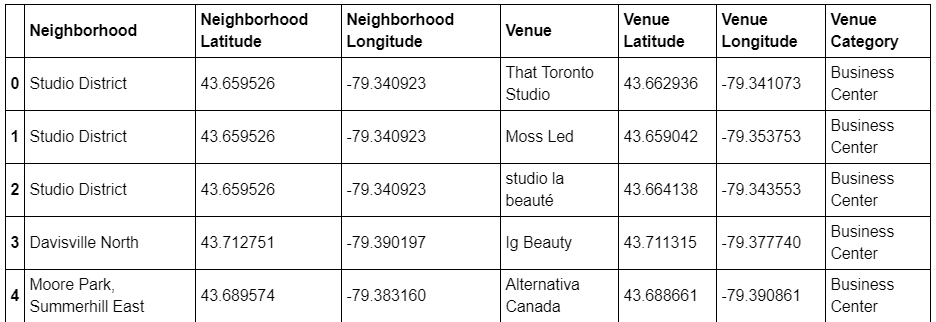 Neighborhood Neighborhood Latitude Neighborhood Longitude Venue Venue Latitude Venue Longitude Venue Category
0 Studio District 43.659526 -79.340923 That Toronto Studio 43.662936 -79.341073 Business Center
1 Studio District 43.659526 -79.340923 Moss Led 43.659042 -79.353753 Business Center
2 Studio District 43.659526 -79.340923 studio la beauté 43.664138 -79.343553 Business Center
3 Davisville North 43.712751 -79.390197 Ig Beauty 43.711315 -79.377740 Business Center
4 Moore Park, Summerhill East 43.689574 -79.383160 Alternativa Canada 43.688661 -79.390861 Business Center